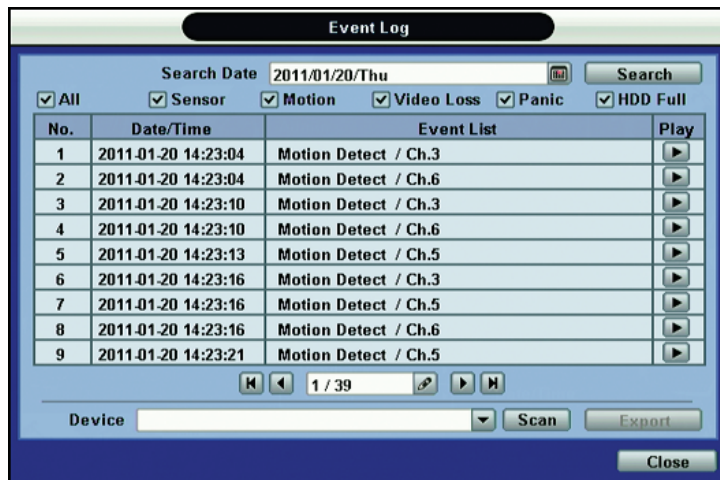 Event Log
Search Date 2011/01/20/Thu Search
All Sensor Motion Video Loss Panic HDD Full
No. Date/Time Event List Play
1 2011-01-20 14:23:04 Motion Detect / Ch.3
2 2011-01-20 14:23:04 Motion Detect / Ch.6
3 2011-01-20 14:23:10 Motion Detect / Ch.3
4 2011-01-20 14:23:10 Motion Detect / Ch.6
5 2011-01-20 14:23:13 Motion Detect / Ch.5
6 2011-01-20 14:23:16 Motion Detect / Ch.3
7 2011-01-20 14:23:16 Motion Detect / Ch.5
8 2011-01-20 14:23:16 Motion Detect / Ch.6
9 2011-01-20 14:23:21 Motion Detect / Ch.5
1 / 39
Device Scan Export
Close